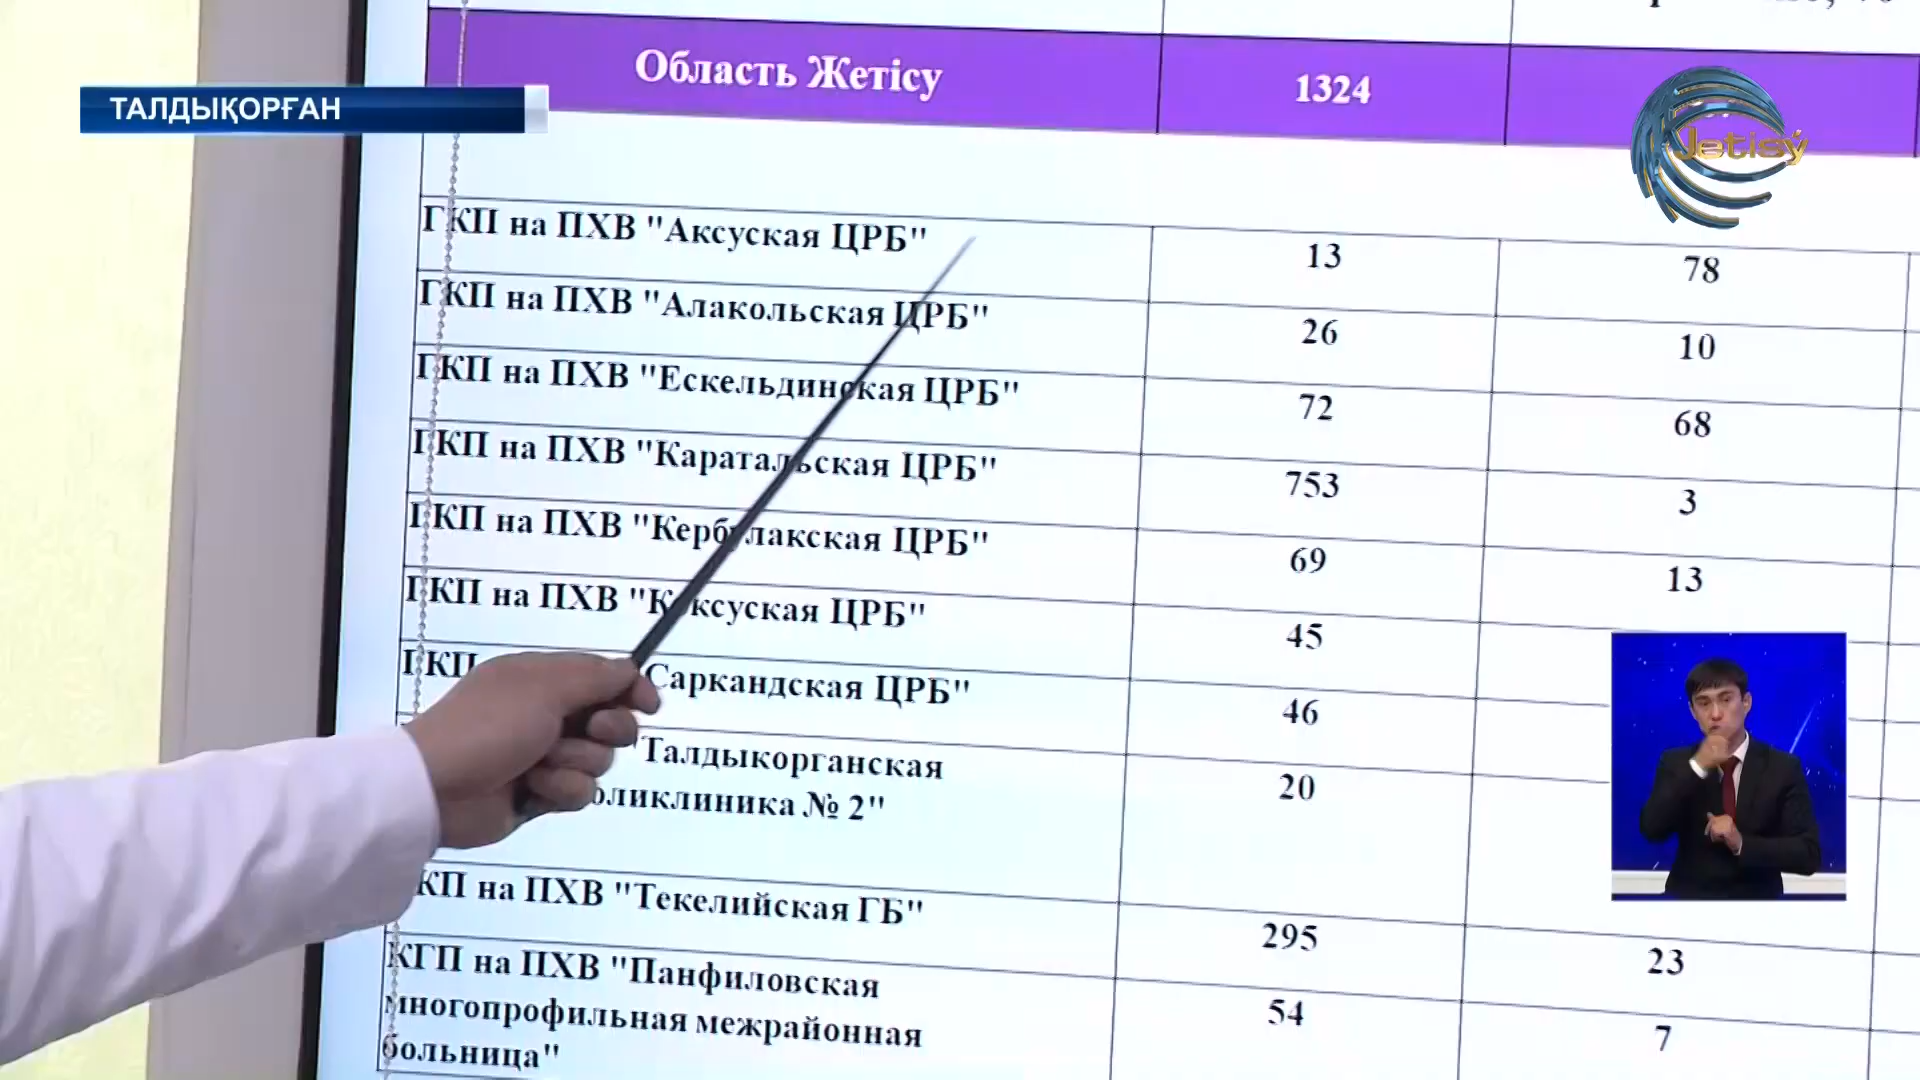 Область Жетісу 1324
ТАЛДЫҚОРҒАН
Jetisý
ГКП на ПХВ "Аксуская ЦРБ" 13 78
ГКП на ПХВ "Алакольская ЦРБ" 26 10
ГКП на ПХВ "Ескельдинская ЦРБ" 72 68
ГКП на ПХВ "Каратальская ЦРБ" 753 3
ГКП на ПХВ "Кербулакская ЦРБ" 69 13
ГКП на ПХВ "Коксуская ЦРБ" 45
ГКП "Саркандская ЦРБ" 46
"Талдыкорганская 20
поликлиника № 2"
ГКП на ПХВ "Текелийская ГБ" 295 23
КГП на ПХВ "Панфиловская 54 7
многопрофильная межрайонная
больница"